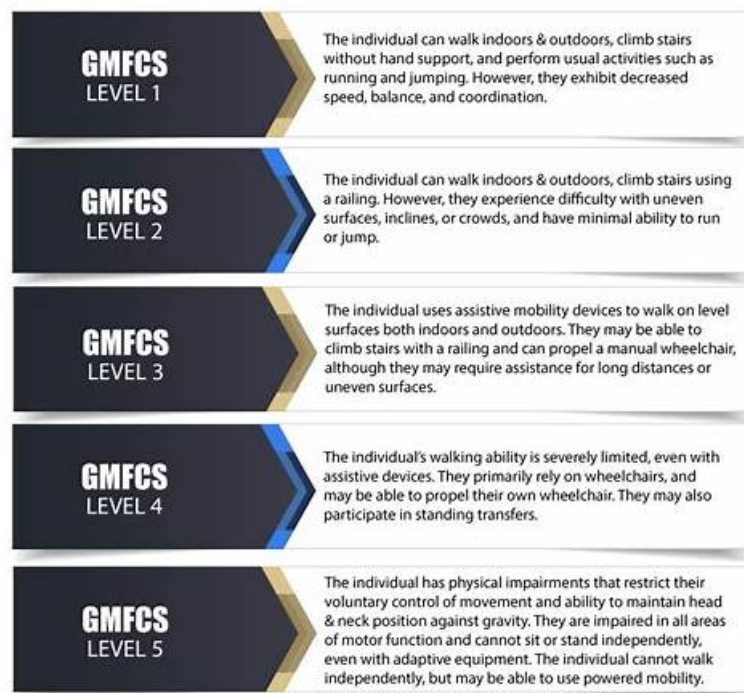 GMFCS
LEVEL 1
The individual can walk indoors & outdoors, climb stairs
without hand support, and perform usual activities such as
running and jumping. However, they exhibit decreased
speed, balance, and coordination.
GMFCS
LEVEL 2
The individual can walk indoors & outdoors, climb stairs using
a railing. However, they experience difficulty with uneven
surfaces, inclines, or crowds, and have minimal ability to run
or jump.
GMFCS
LEVEL 3
The individual uses assistive mobility devices to walk on level
surfaces both indoors and outdoors. They may be able to
climb stairs with a railing and can propel a manual wheelchair,
although they may require assistance for long distances or
uneven surfaces.
GMFCS
LEVEL 4
The individual's walking ability is severely limited, even with
assistive devices. They primarily rely on wheelchairs, and
may be able to propel their own wheelchair. They may also
participate in standing transfers.
GMFCS
LEVEL 5
The individual has physical impairments that restrict their
voluntary control of movement and ability to maintain head
& neck position against gravity. They are impaired in all areas
of motor function and cannot sit or stand independently,
even with adaptive equipment. The individual cannot walk
independently, but may be able to use powered mobility.